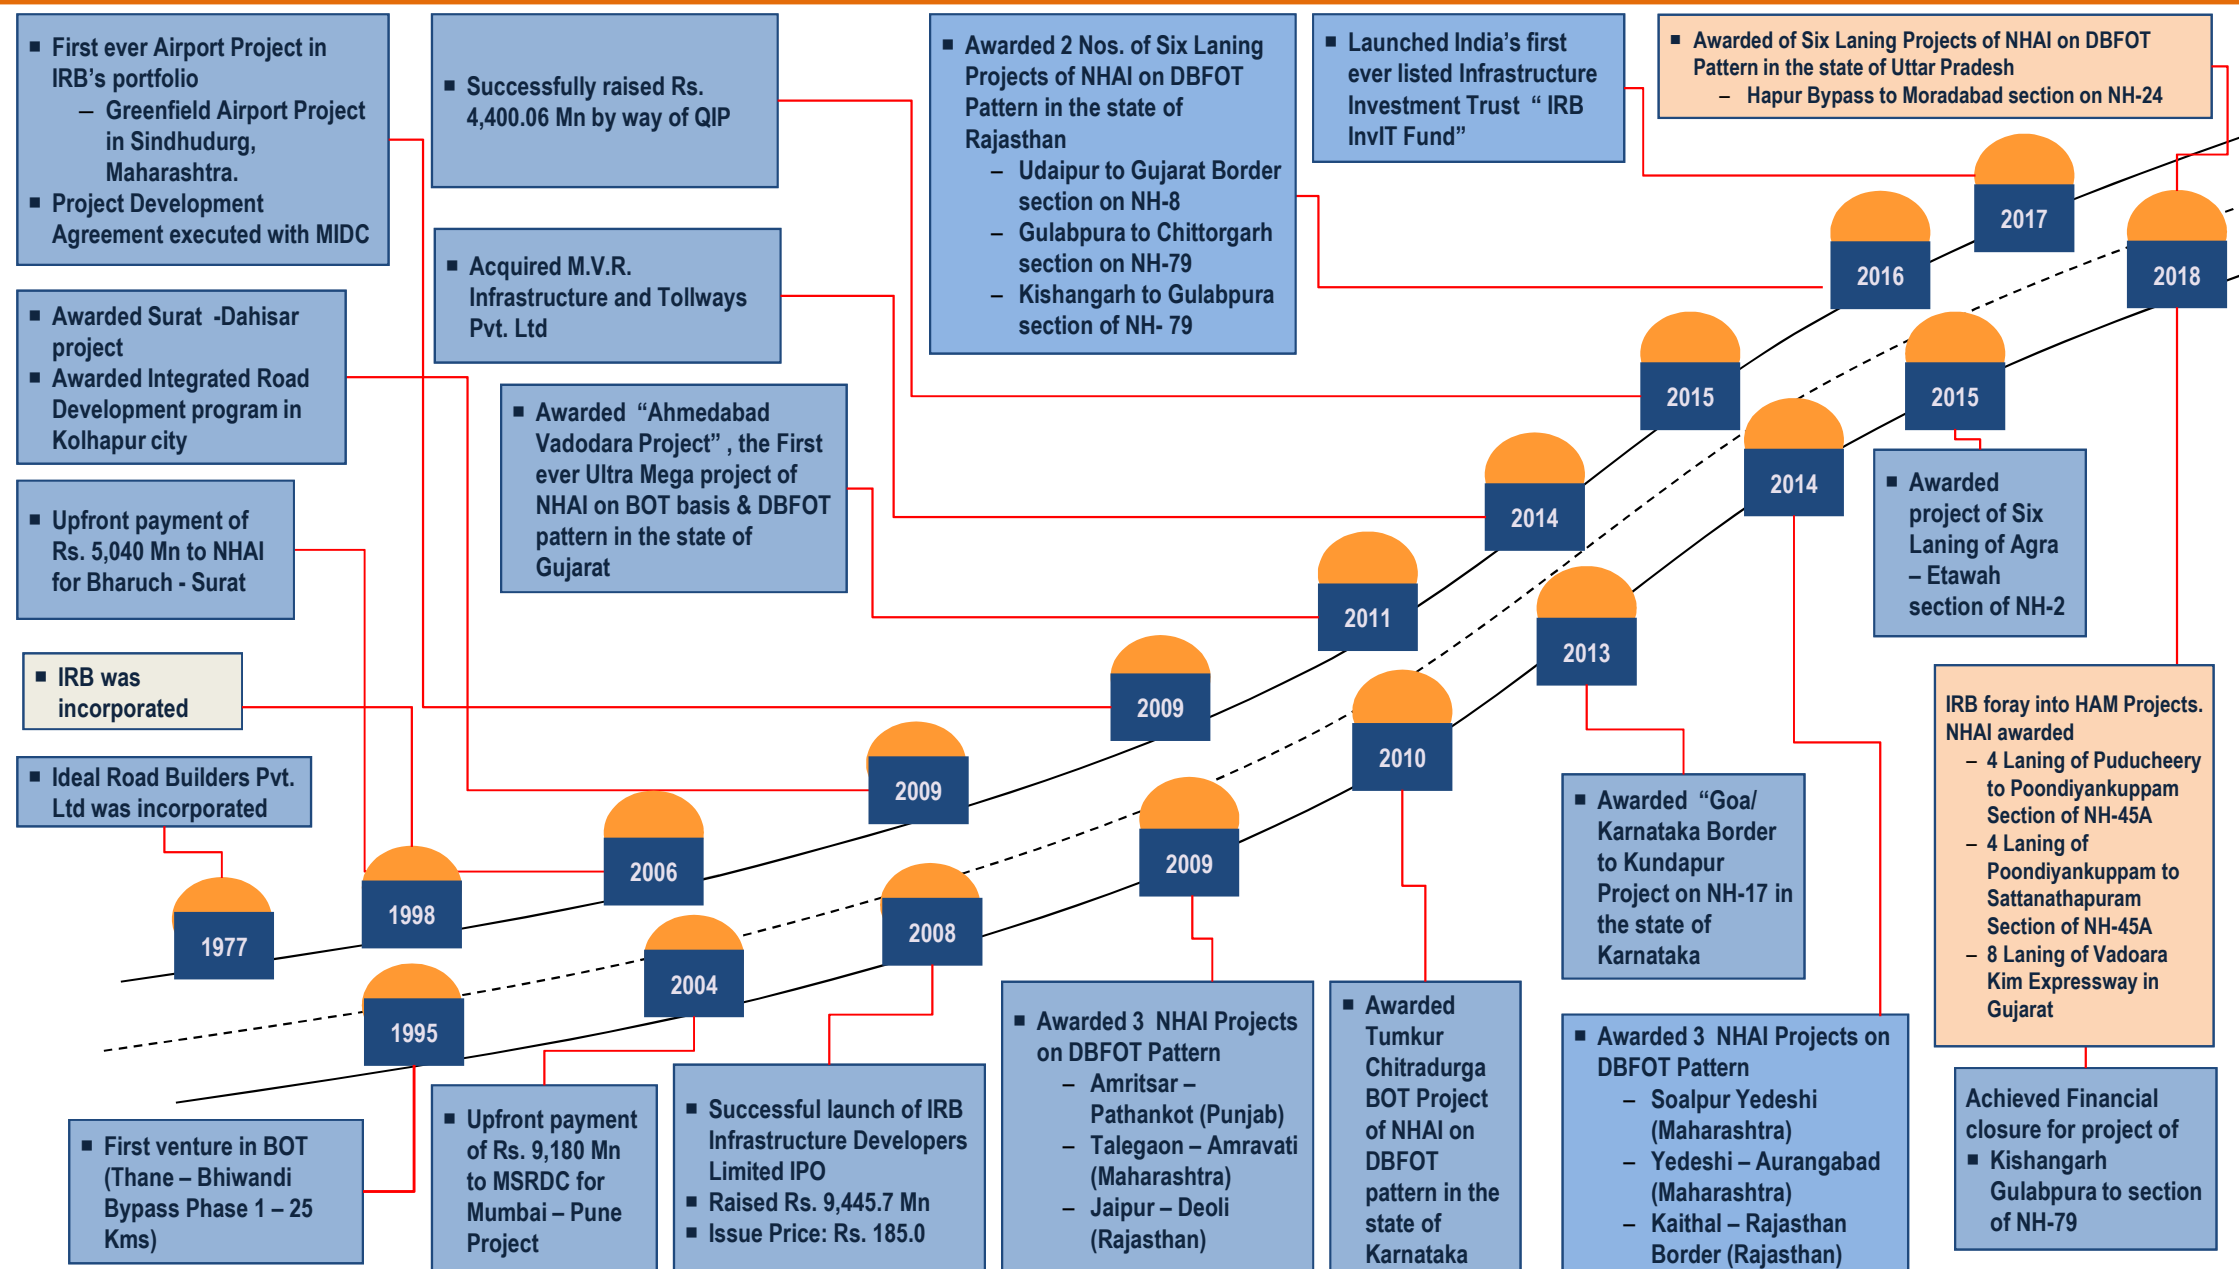 ▪ First ever Airport Project in
IRB's portfolio
– Greenfield Airport Project
in Sindhudurg,
Maharashtra.
▪ Project Development
Agreement executed with MIDC
▪ Successfully raised Rs.
4,400.06 Mn by way of QIP
▪ Awarded 2 Nos. of Six Laning
Projects of NHAI on DBFOT
Pattern in the state of
Rajasthan
– Udaipur to Gujarat Border
section on NH-8
– Gulabpura to Chittorgarh
section on NH-79
– Kishangarh to Gulabpura
section of NH- 79
▪ Launched India's first
ever listed Infrastructure
Investment Trust “ IRB
InvIT Fund”
▪ Awarded of Six Laning Projects of NHAI on DBFOT
Pattern in the state of Uttar Pradesh
– Hapur Bypass to Moradabad section on NH-24
▪ Acquired M.V.R.
Infrastructure and Tollways
Pvt. Ltd
▪ Awarded Surat -Dahisar
project
▪ Awarded Integrated Road
Development program in
Kolhapur city
▪ Awarded “Ahmedabad
Vadodara Project” , the First
ever Ultra Mega project of
NHAI on BOT basis & DBFOT
pattern in the state of
Gujarat
▪ Upfront payment of
Rs. 5,040 Mn to NHAI
for Bharuch - Surat
▪ IRB was
incorporated
▪ Ideal Road Builders Pvt.
Ltd was incorporated
2017
2016
2018
2015
2015
2014
2014
2011
2013
2009
2010
2009
2006
2009
1998
2008
1977
2004
1995
▪ Awarded
project of Six
Laning of Agra
– Etawah
section of NH-2
IRB foray into HAM Projects.
NHAI awarded
– 4 Laning of Puducheery
to Poondiyankuppam
Section of NH-45A
– 4 Laning of
Poondiyankuppam to
Sattanathapuram
Section of NH-45A
– 8 Laning of Vadoara
Kim Expressway in
Gujarat
▪ Awarded “Goa/
Karnataka Border
to Kundapur
Project on NH-17 in
the state of
Karnataka
▪ First venture in BOT
(Thane – Bhiwandi
Bypass Phase 1 – 25
Kms)
▪ Upfront payment
of Rs. 9,180 Mn
to MSRDC for
Mumbai – Pune
Project
▪ Successful launch of IRB
Infrastructure Developers
Limited IPO
▪ Raised Rs. 9,445.7 Mn
▪ Issue Price: Rs. 185.0
▪ Awarded 3 NHAI Projects
on DBFOT Pattern
– Amritsar –
Pathankot (Punjab)
– Talegaon – Amravati
(Maharashtra)
– Jaipur – Deoli
(Rajasthan)
▪ Awarded
Tumkur
Chitradurga
BOT Project
of NHAI on
DBFOT
pattern in the
state of
Karnataka
▪ Awarded 3 NHAI Projects on
DBFOT Pattern
– Soalpur Yedeshi
(Maharashtra)
– Yedeshi – Aurangabad
(Maharashtra)
– Kaithal – Rajasthan
Border (Rajasthan)
Achieved Financial
closure for project of
▪ Kishangarh
Gulabpura to section
of NH-79